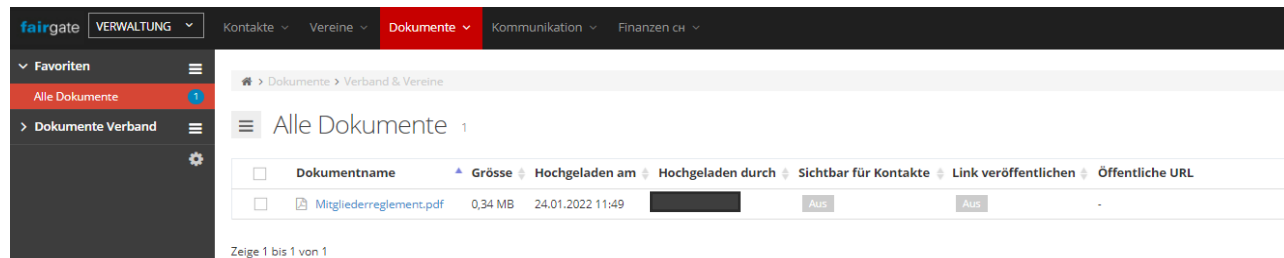 fairgate VERWALTUNG Kontakte Vereine Dokumente Kommunikation Finanzen CH
Favoriten
Alle Dokumente 1
Dokumente Verband
> Dokumente > Verband & Vereine
Alle Dokumente 1
Dokumentname Grösse Hochgeladen am Hochgeladen durch Sichtbar für Kontakte Link veröffentlichen Öffentliche URL
Mitgliederreglement.pdf 0,34 MB 24.01.2022 11:49 Aus Aus -
Zeige 1 bis 1 von 1